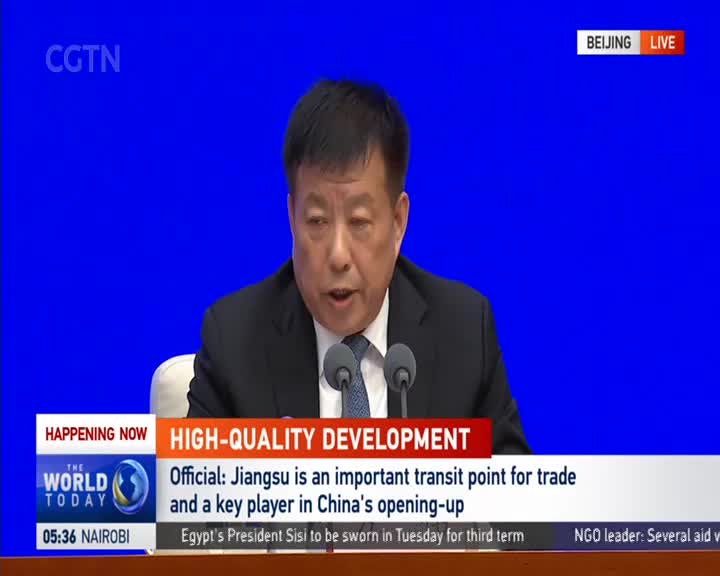 CGTN
BEIJING LIVE
HAPPENING NOW
HIGH-QUALITY DEVELOPMENT
THE WORLD TODAY
Official: Jiangsu is an important transit point for trade
and a key player in China's opening-up
05:36 NAIROBI
Egypt's President Sisi to be sworn in Tuesday for third term
NGO leader: Several aid